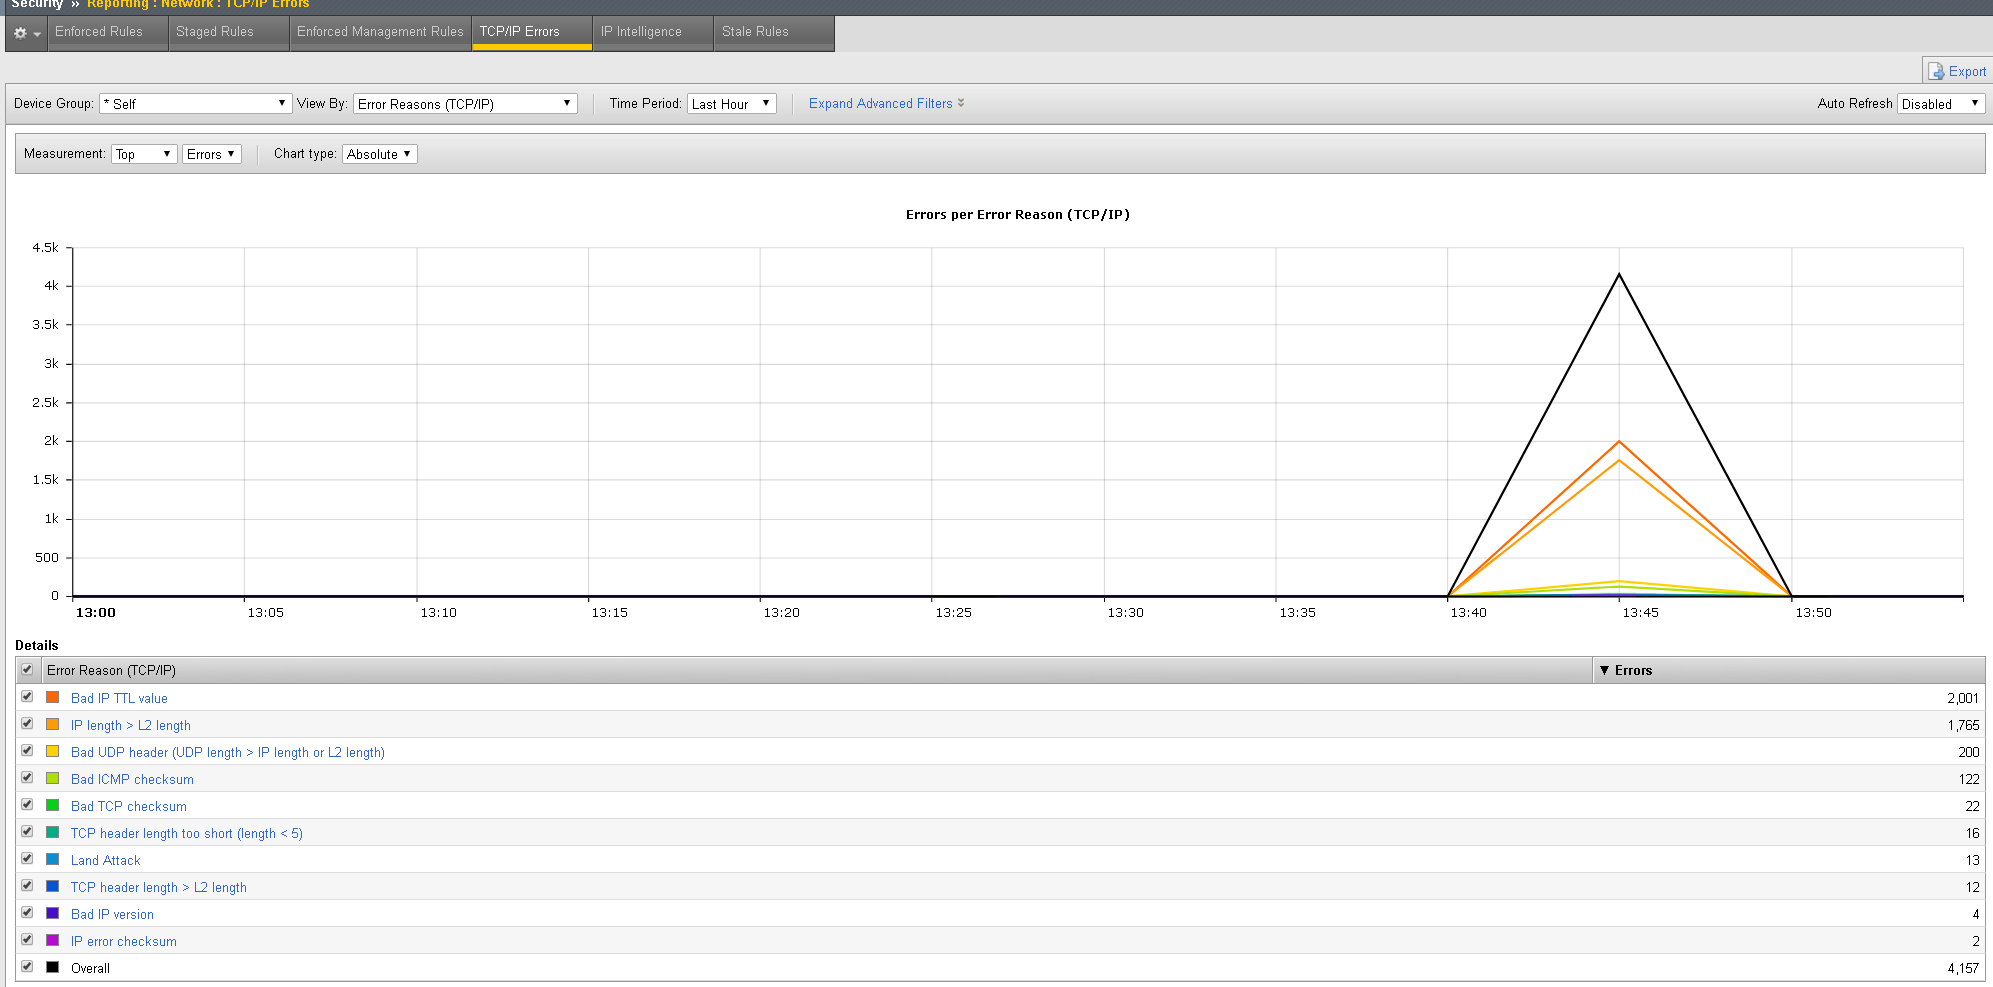 Security » Reporting : Network : TCP/IP Errors
Enforced Rules Staged Rules Enforced Management Rules TCP/IP Errors IP Intelligence Stale Rules
Export
Device Group: * Self View By: Error Reasons (TCP/IP) Time Period: Last Hour Expand Advanced Filters Auto Refresh Disabled
Measurement: Top Errors Chart type: Absolute
Errors per Error Reason (TCP/IP)
4.5k
4k
3.5k
3k
2.5k
2k
1.5k
1k
500
0
13:00 13:05 13:10 13:15 13:20 13:25 13:30 13:35 13:40 13:45 13:50
Details
Error Reason (TCP/IP) ▼ Errors
Bad IP TTL value 2,001
IP length > L2 length 1,765
Bad UDP header (UDP length > IP length or L2 length) 200
Bad ICMP checksum 122
Bad TCP checksum 22
TCP header length too short (length < 5) 16
Land Attack 13
TCP header length > L2 length 12
Bad IP version 4
IP error checksum 2
Overall 4,157